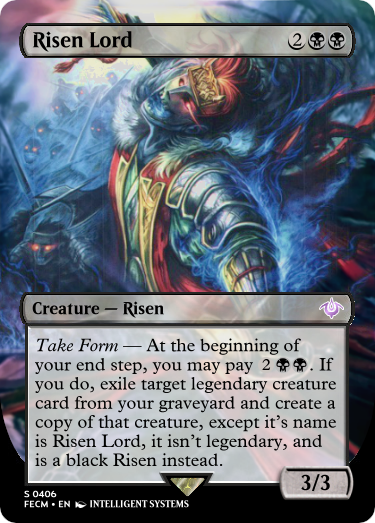 Risen Lord 2
Creature — Risen
Take Form — At the beginning of
your end step, you may pay 2 . If
you do, exile target legendary creature
card from your graveyard and create a
copy of that creature, except it's name
is Risen Lord, it isn't legendary, and
is a black Risen instead.
3/3
S 0406
FECM • EN INTELLIGENT SYSTEMS